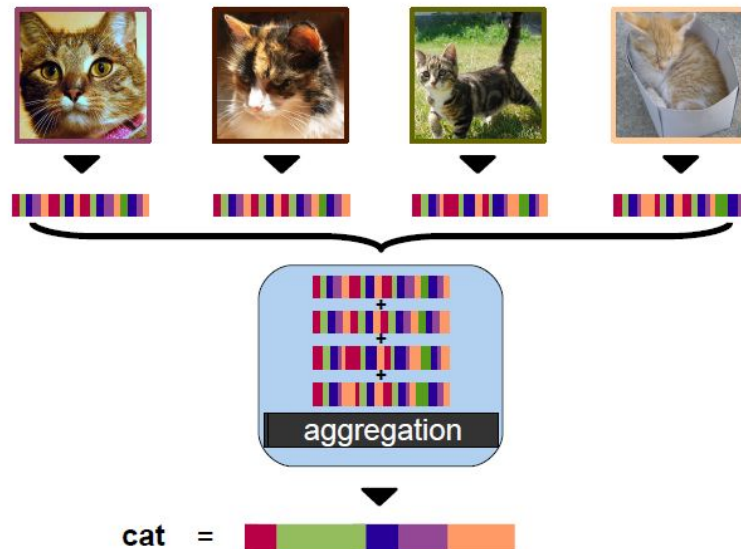 +
+
+
aggregation
cat =